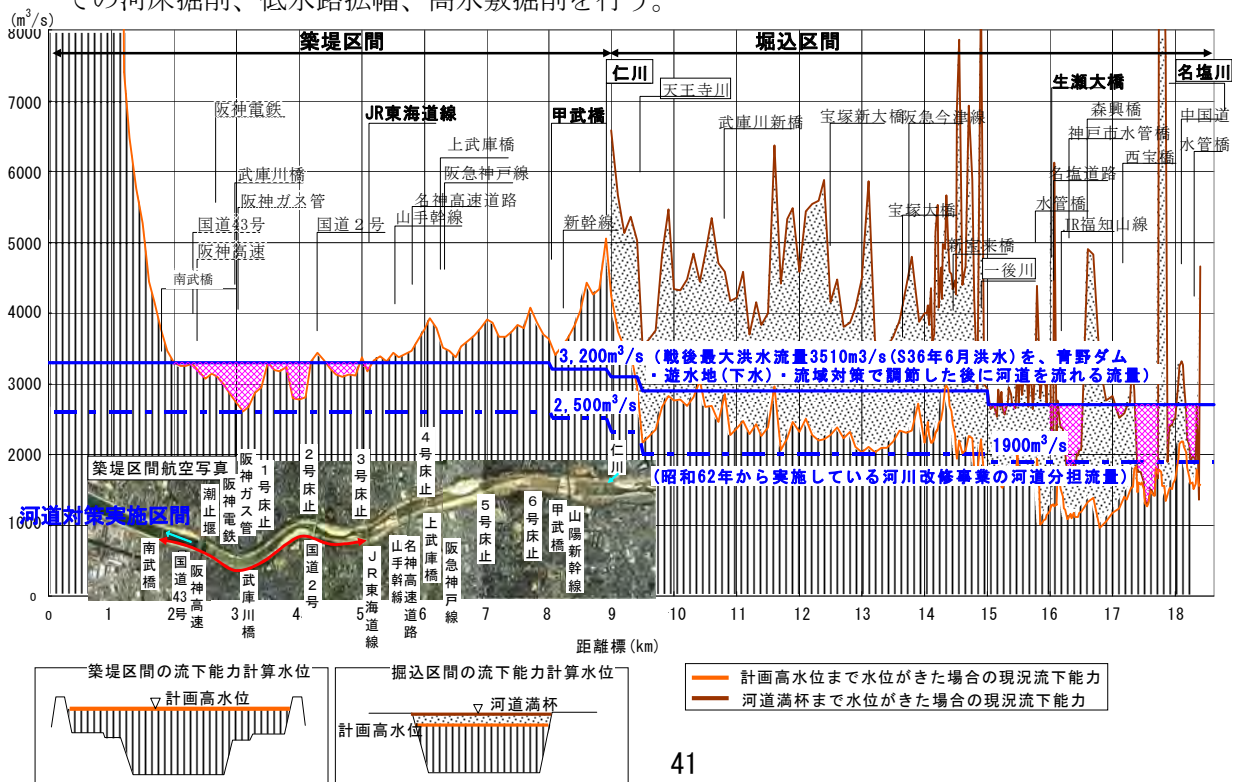 ての河床掘削、低水路拡幅、高水敷掘削を行う。
(m³/s)
8000
7000
6000
5000
4000
3000
2000
1000
0
築堤区間
堀込区間
仁川
名塩川
天王寺川
生瀬大橋
阪神電鉄
JR東海道線
甲武橋
武庫川新橋
宝塚新大橋
阪急今津線
森興橋
中国道
神戸市水管橋
水管橋
上武庫橋
西宝橋
武庫川橋
阪急神戸線
名塩道路
阪神ガス管
名神高速道路
水管橋
国道43号
国道2号
山手幹線
新幹線
宝塚大橋
JR福知山線
阪神高速
新宝来橋
南武橋
一後川
3,200m³/s (戦後最大洪水流量3510m3/s(S36年6月洪水)を、青野ダム
・遊水地(下水)・流域対策で調節した後に河道を流れる流量)
2,500m³/s
1900m³/s
(昭和62年から実施している河川改修事業の河道分担流量)
築堤区間航空写真
河道対策実施区間
潮止堰
阪神電鉄
阪神ガス管
1号床止
2号床止
3号床止
4号床止
5号床止
6号床止
仁川
南武橋
国道43号
阪神高速
武庫川橋
国道2号
JR東海道線
山手幹線
名神高速道路
上武庫橋
阪急神戸線
甲武橋
山陽新幹線
0 1 2 3 4 5 6 7 8 9 10 11 12 13 14 15 16 17 18
距離標(km)
築堤区間の流下能力計算水位
計画高水位
堀込区間の流下能力計算水位
河道満杯
計画高水位
計画高水位まで水位がきた場合の現況流下能力
河道満杯まで水位がきた場合の現況流下能力
41